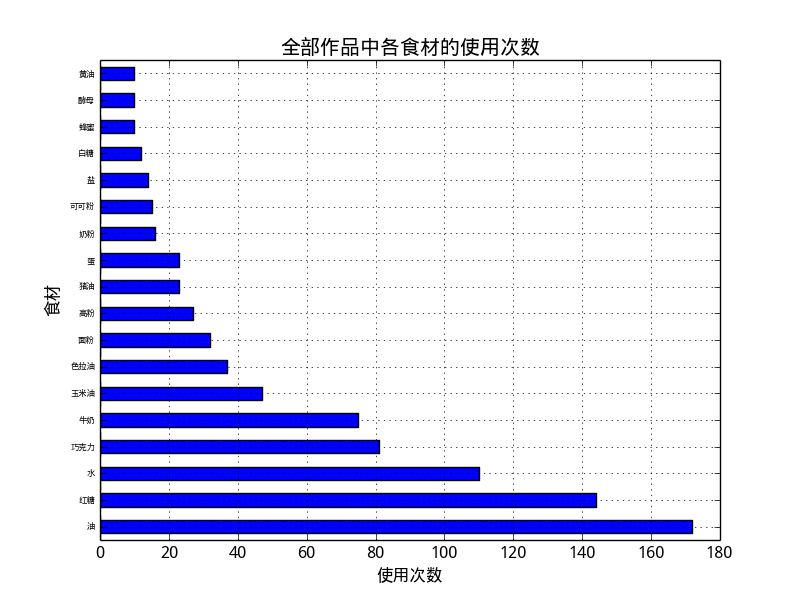 全部作品中各食材的使用次数
黄油
酵母
蜂蜜
白糖
盐
可可粉
奶粉
蛋
猪油
高粉
面粉
色拉油
玉米油
牛奶
巧克力
水
红糖
油
食材
0 20 40 60 80 100 120 140 160 180
使用次数